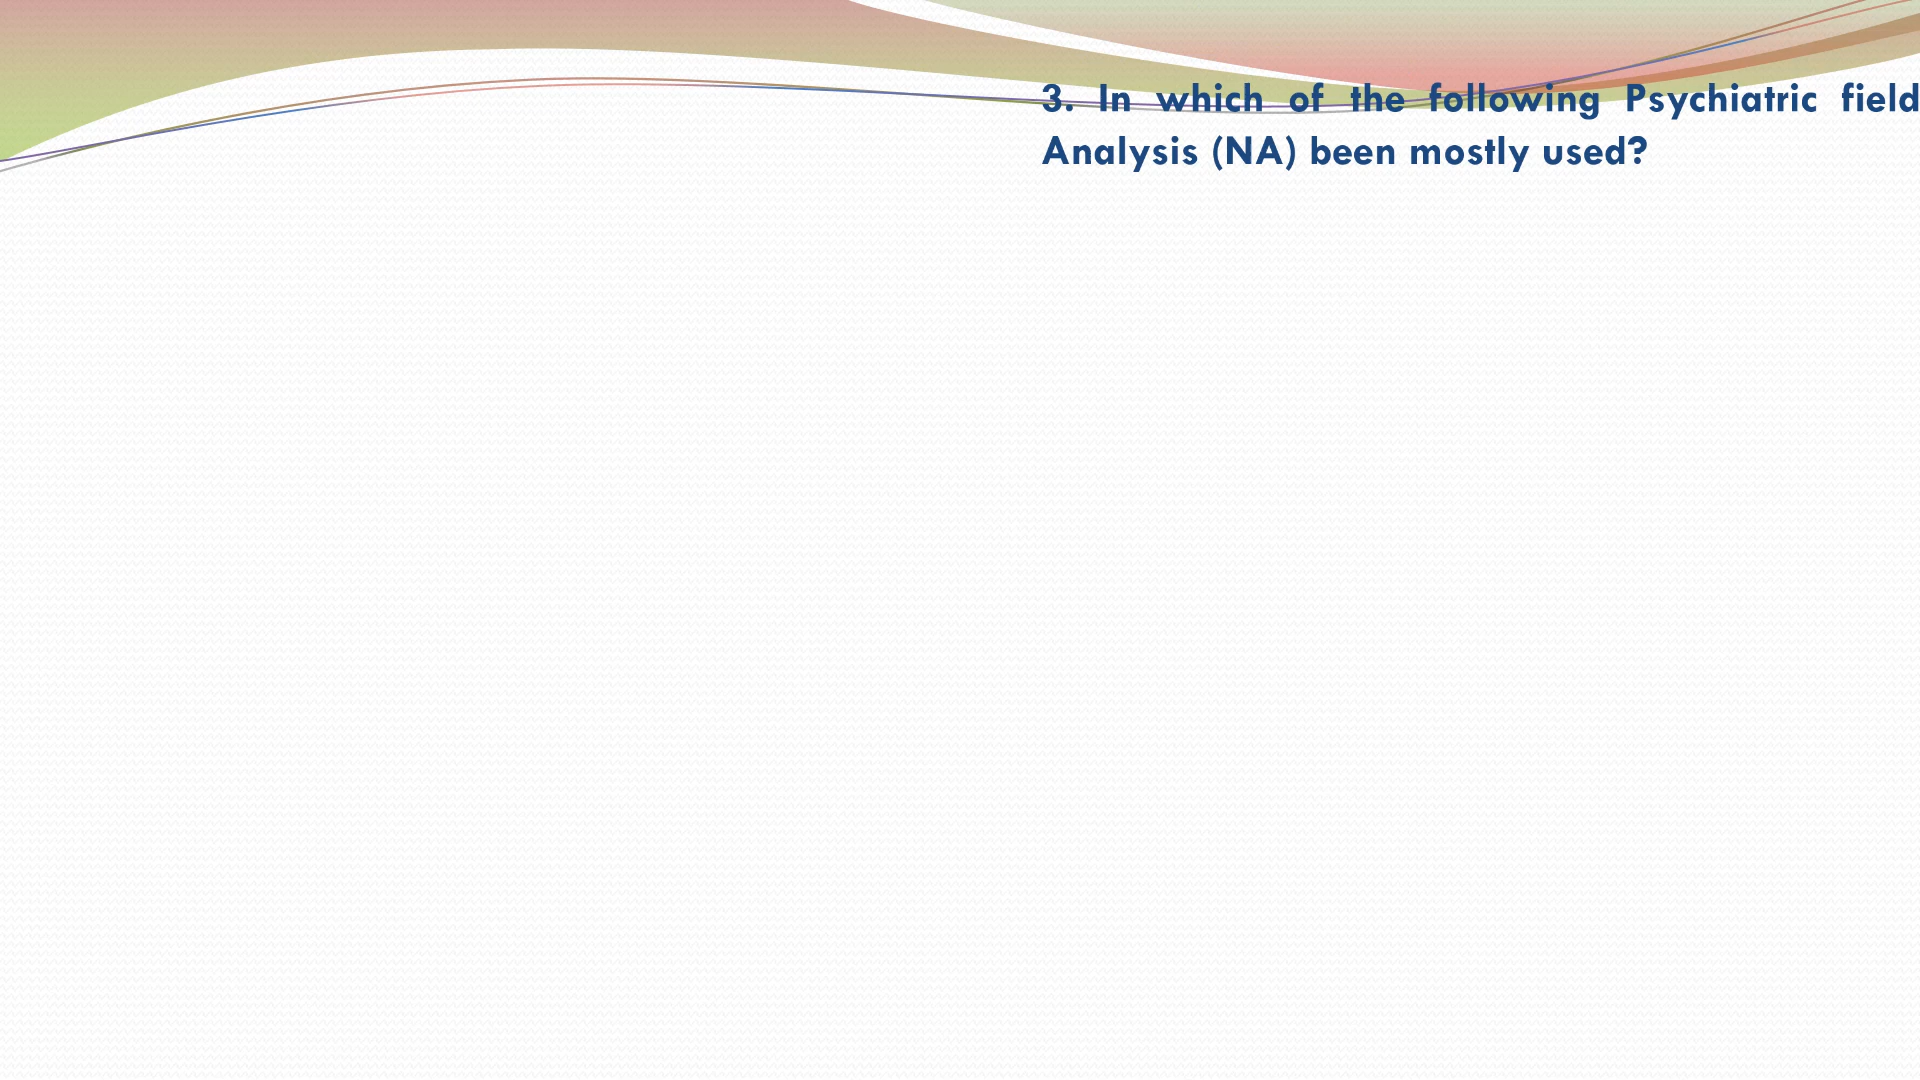 3. In which of the following Psychiatric field
Analysis (NA) been mostly used?